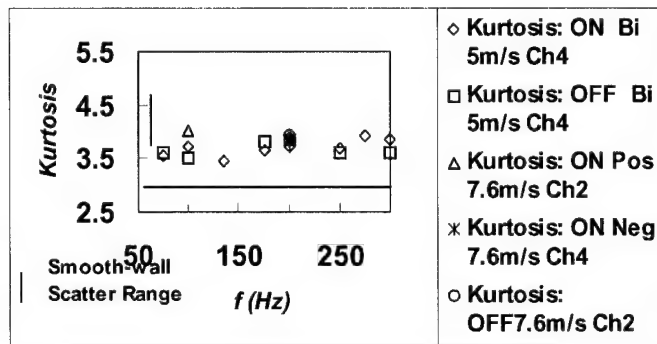 Kurtosis
5.5
4.5
3.5
2.5
50
150
250
f (Hz)
Smooth-wall
Scatter Range
Kurtosis: ON Bi
5m/s Ch4
Kurtosis: OFF Bi
5m/s Ch4
Kurtosis: ON Pos
7.6m/s Ch2
Kurtosis: ON Neg
7.6m/s Ch4
Kurtosis:
OFF7.6m/s Ch2